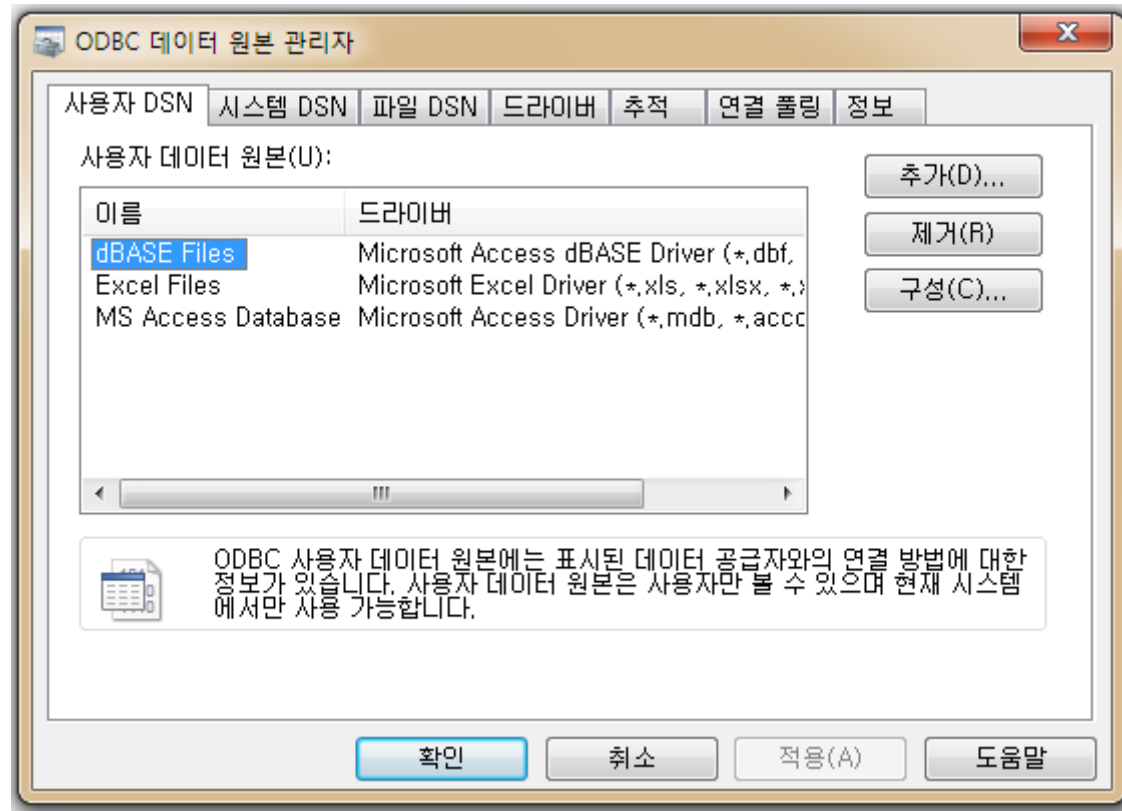 ODBC 데이터 원본 관리자
사용자 DSN 시스템 DSN 파일 DSN 드라이버 추적 연결 풀링 정보
사용자 데이터 원본(U):
추가(D)...
제거(R)
구성(C)...
이름 드라이버
dBASE Files Microsoft Access dBASE Driver (*.dbf,
Excel Files Microsoft Excel Driver (*.xls, *.xlsx, *.x
MS Access Database Microsoft Access Driver (*.mdb, *.accc
ODBC 사용자 데이터 원본에는 표시된 데이터 공급자와의 연결 방법에 대한
정보가 있습니다. 사용자 데이터 원본은 사용자만 볼 수 있으며 현재 시스템
에서만 사용 가능합니다.
확인 취소 적용(A) 도움말